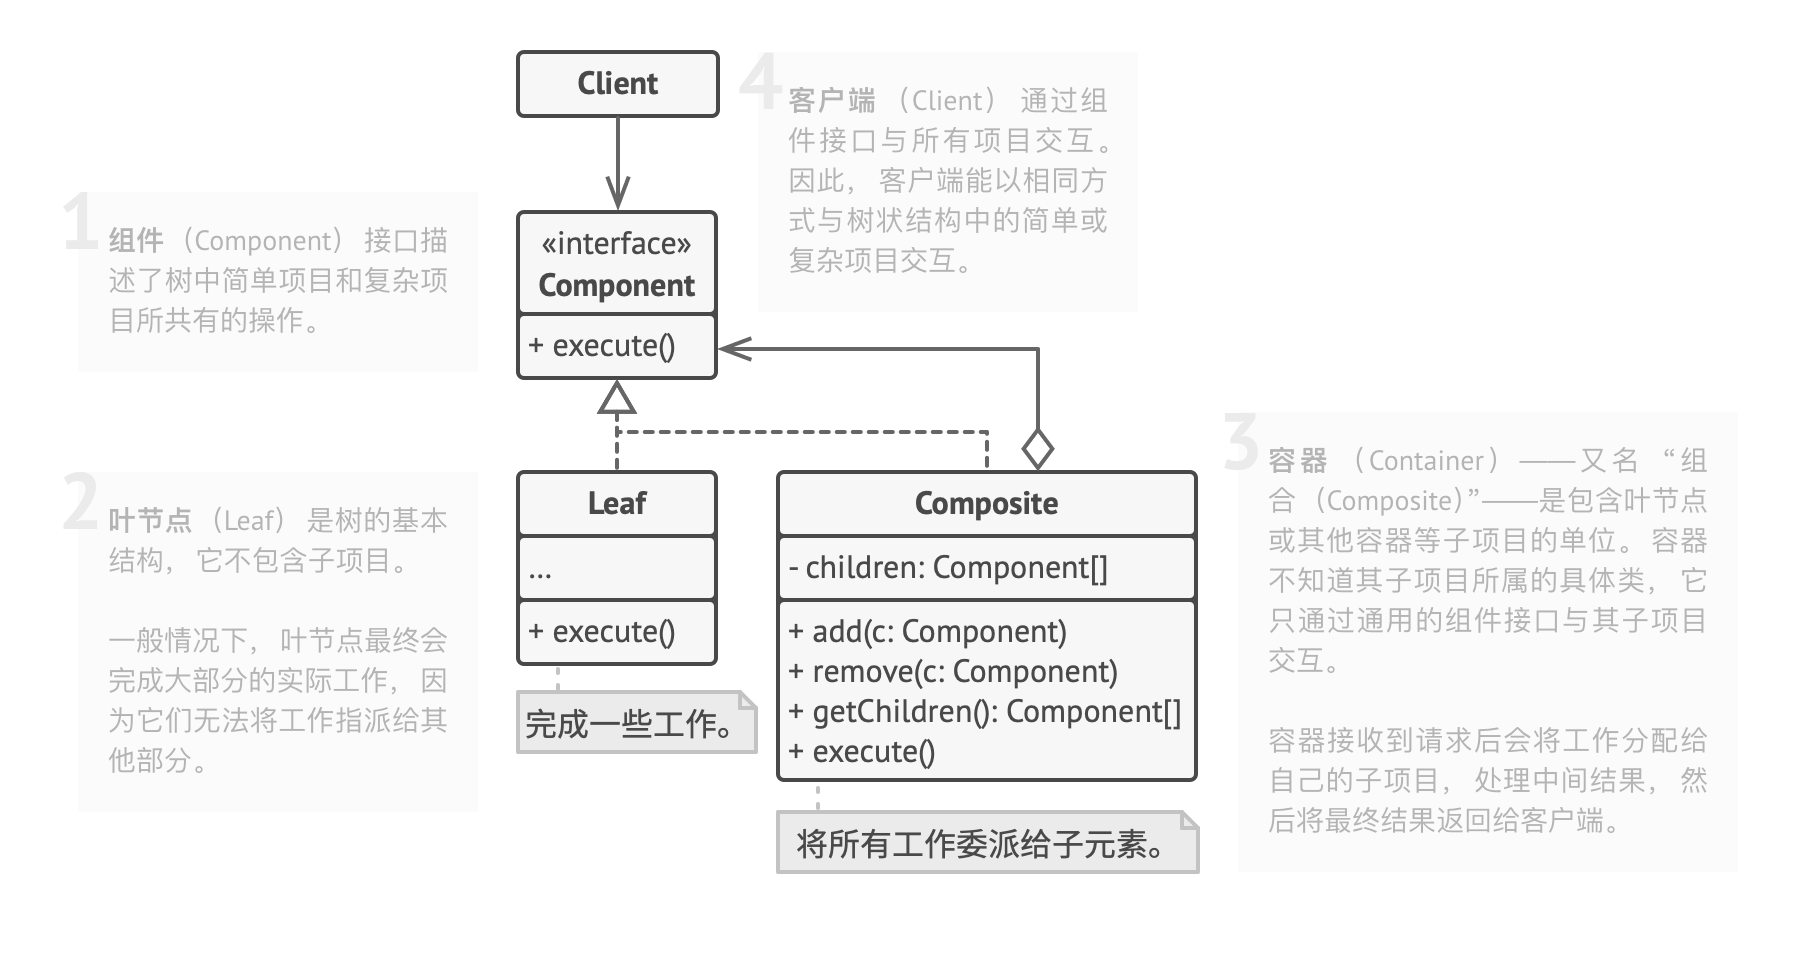 Client
4
客户端 （Client） 通过组
件接口与所有项目交互。
因此， 客户端能以相同方
式与树状结构中的简单或
复杂项目交互。
1
组件 （Component） 接口描
述了树中简单项目和复杂项
目所共有的操作。
«interface»
Component
+ execute()
2
叶节点 （Leaf） 是树的基本
结构， 它不包含子项目。
一般情况下， 叶节点最终会
完成大部分的实际工作， 因
为它们无法将工作指派给其
他部分。
Leaf
...
+ execute()
完成一些工作。
Composite
- children: Component[]
+ add(c: Component)
+ remove(c: Component)
+ getChildren(): Component[]
+ execute()
将所有工作委派给子元素。
3
容器 （Container）——又名 “组
合 （Composite）”——是包含叶节点
或其他容器等子项目的单位。 容器
不知道其子项目所属的具体类， 它
只通过通用的组件接口与其子项目
交互。
容器接收到请求后会将工作分配给
自己的子项目， 处理中间结果， 然
后将最终结果返回给客户端。